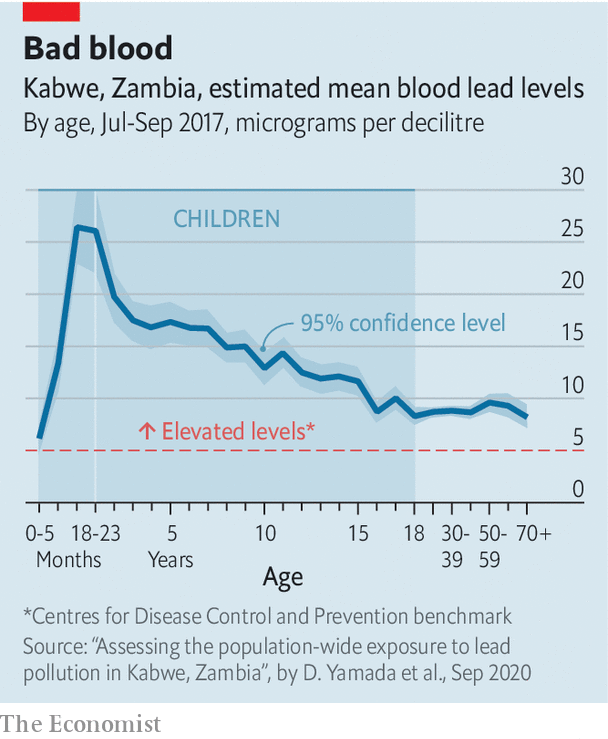 Bad blood
Kabwe, Zambia, estimated mean blood lead levels
By age, Jul-Sep 2017, micrograms per decilitre
30
CHILDREN
25
20
95% confidence level
15
10
↑ Elevated levels*
5
0
0-5 18-23 5 10 15 18 30- 50- 70+
Months Years 39 59
Age
*Centres for Disease Control and Prevention benchmark
Source: “Assessing the population-wide exposure to lead
pollution in Kabwe, Zambia”, by D. Yamada et al., Sep 2020
The Economist